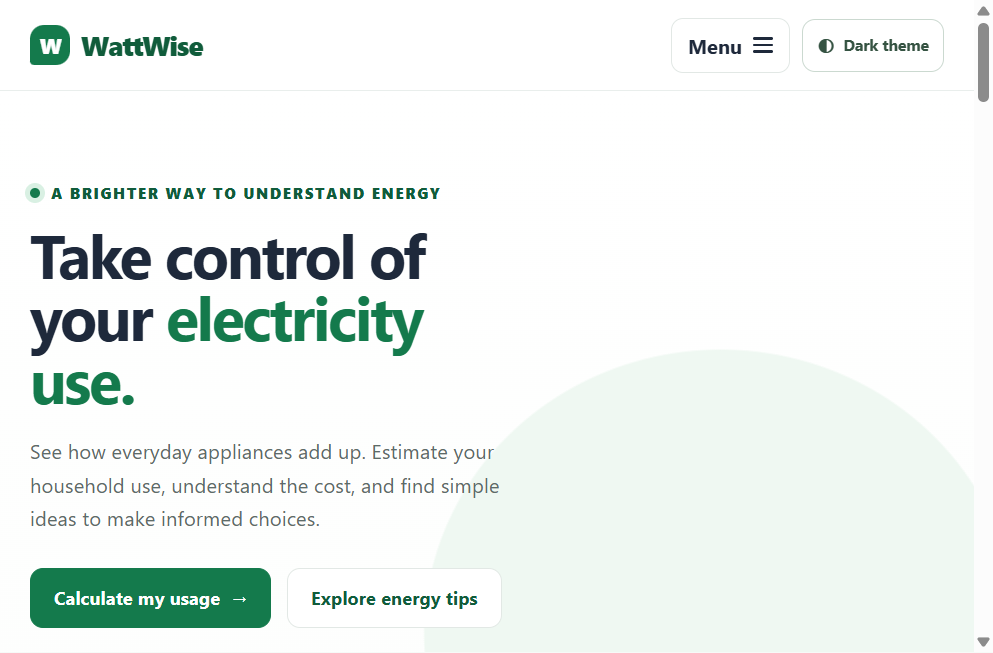 W WattWise
Menu
Dark theme
A BRIGHTER WAY TO UNDERSTAND ENERGY
Take control of
your electricity
use.
See how everyday appliances add up. Estimate your
household use, understand the cost, and find simple
ideas to make informed choices.
Calculate my usage →
Explore energy tips